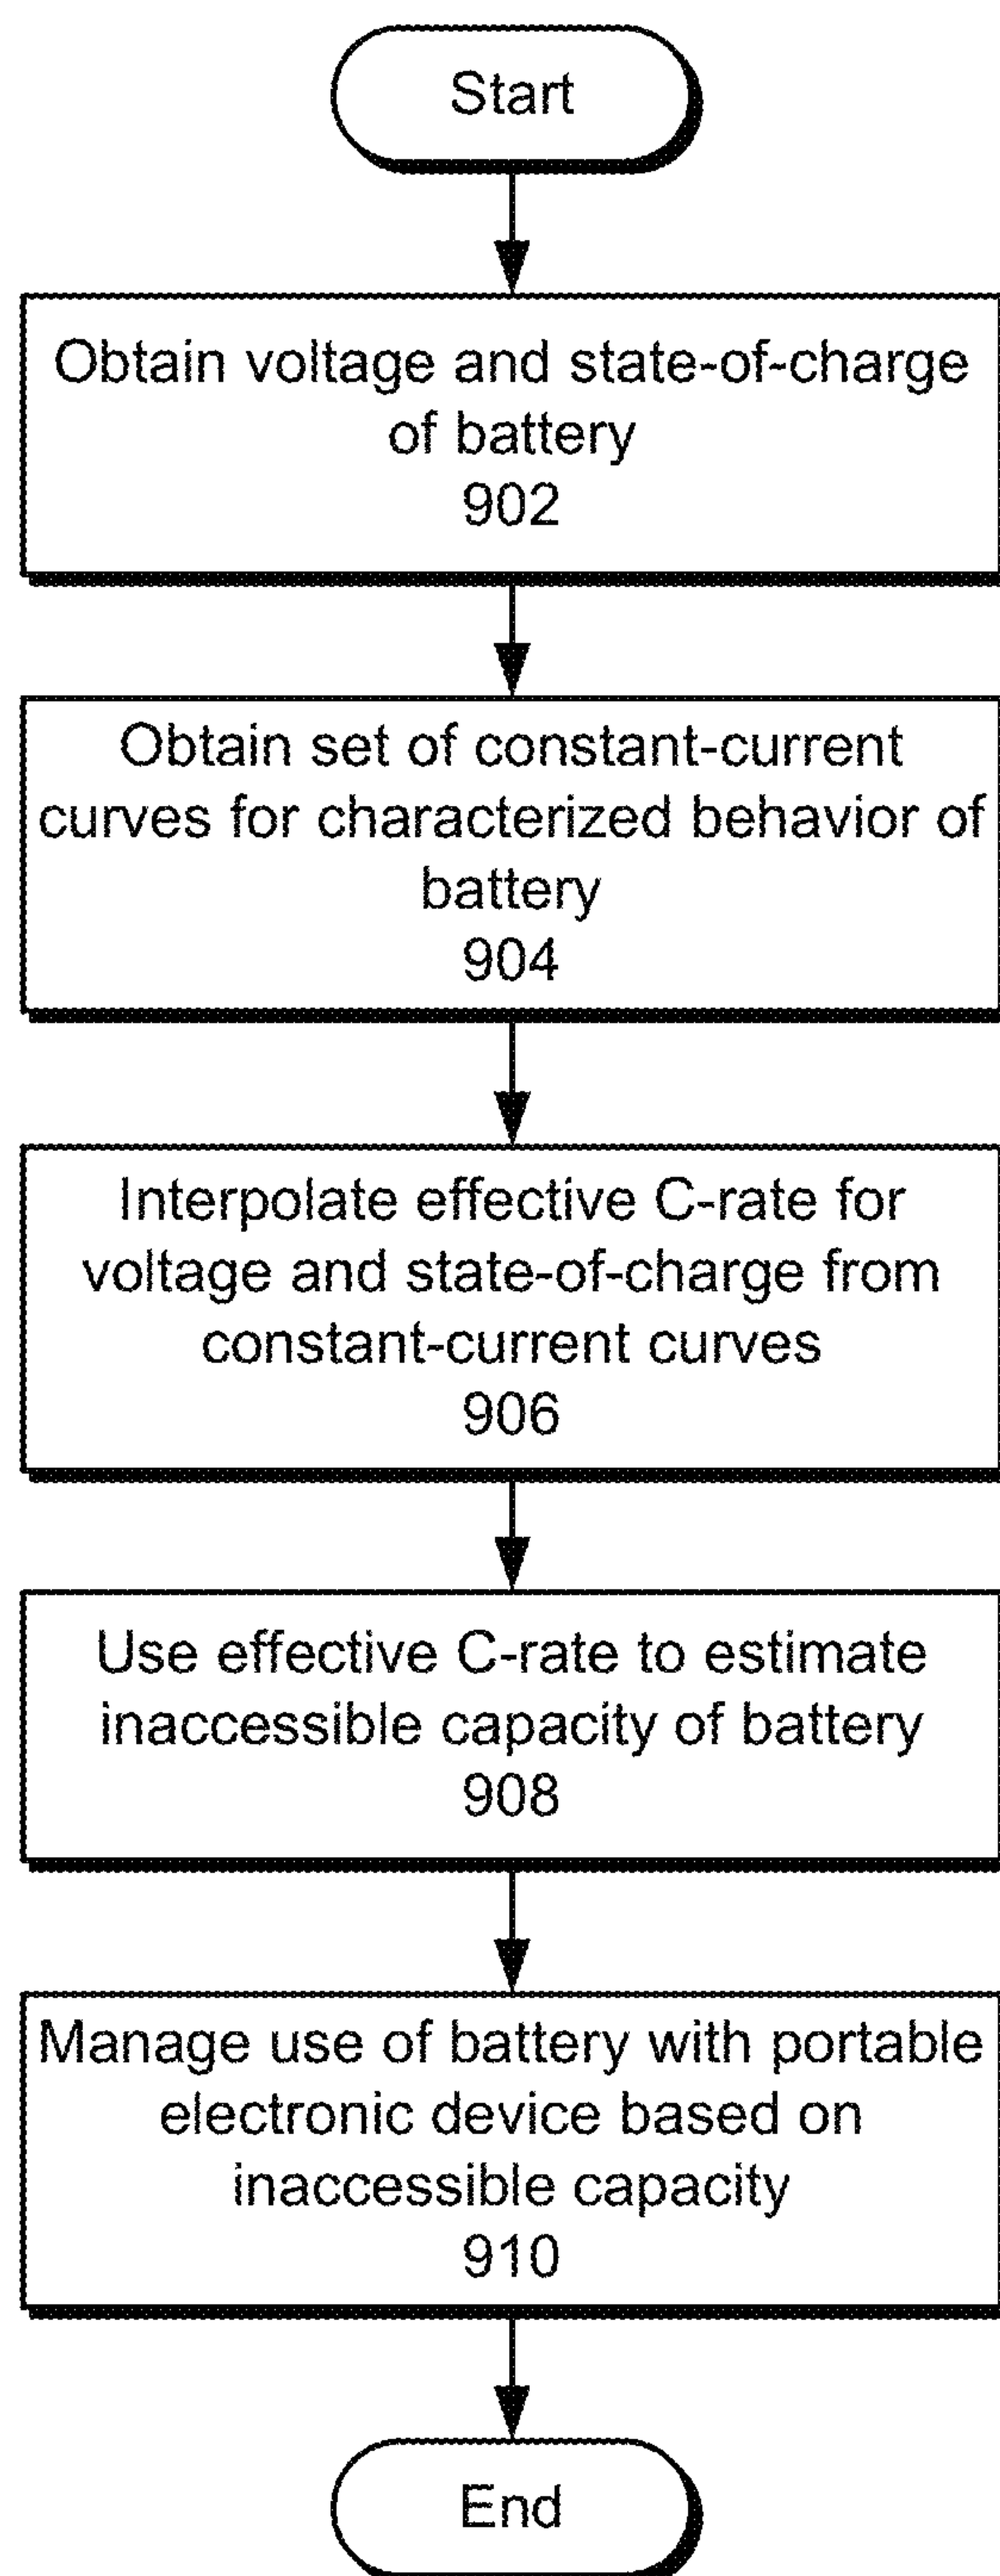 Start
Obtain voltage and state-of-charge
of battery
902
Obtain set of constant-current
curves for characterized behavior of
battery
904
Interpolate effective C-rate for
voltage and state-of-charge from
constant-current curves
906
Use effective C-rate to estimate
inaccessible capacity of battery
908
Manage use of battery with portable
electronic device based on
inaccessible capacity
910
End